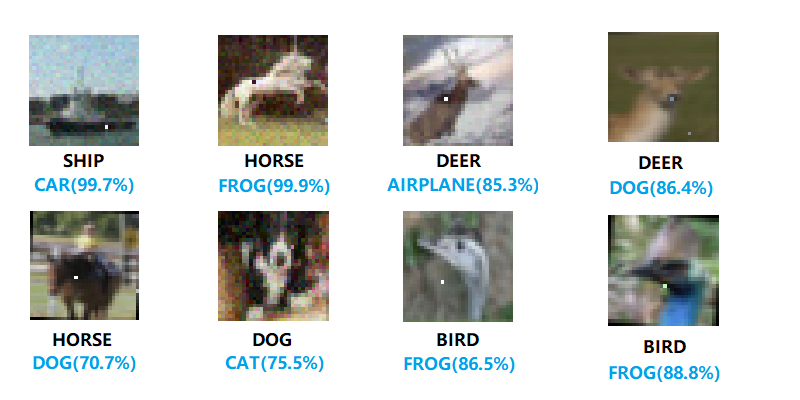 SHIP
CAR(99.7%)
HORSE
FROG(99.9%)
DEER
AIRPLANE(85.3%)
DEER
DOG(86.4%)
HORSE
DOG(70.7%)
DOG
CAT(75.5%)
BIRD
FROG(86.5%)
BIRD
FROG(88.8%)